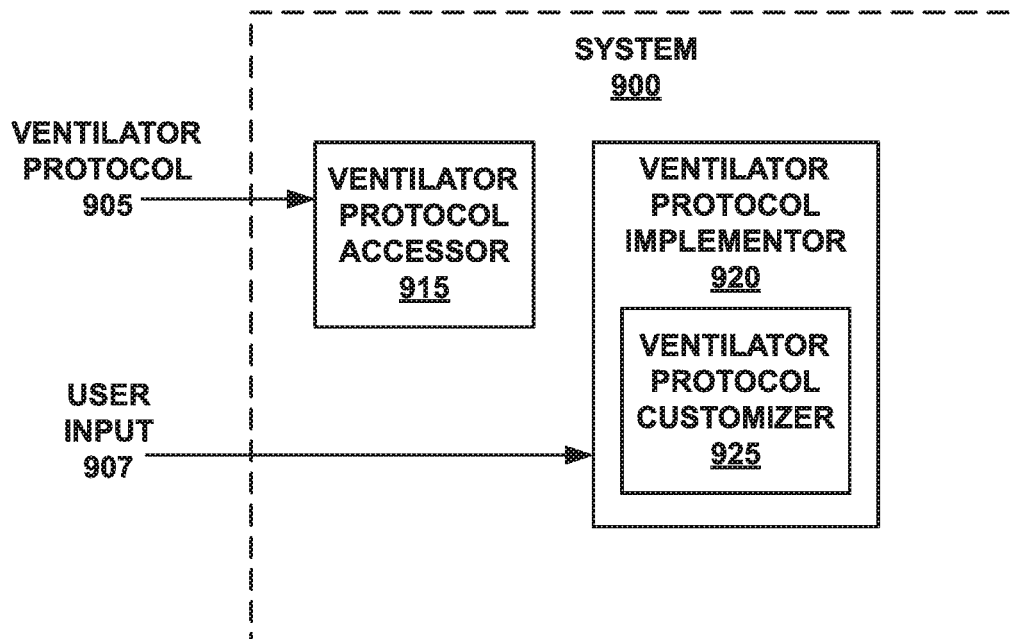 SYSTEM
900
VENTILATOR
PROTOCOL
905
VENTILATOR
PROTOCOL
ACCESSOR
915
VENTILATOR
PROTOCOL
IMPLEMENTOR
920
VENTILATOR
PROTOCOL
CUSTOMIZER
925
USER
INPUT
907